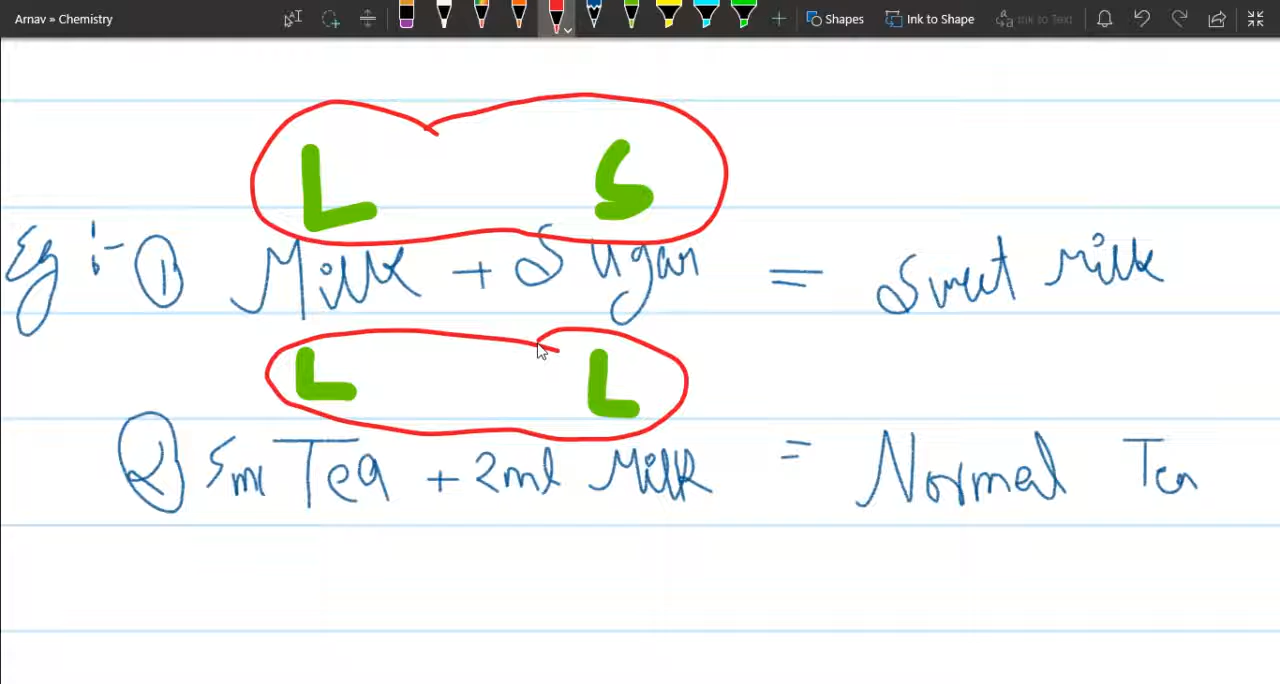 Arnav » Chemistry
Shapes
Ink to Shape
Ink to Text
L S
Eg :- ① Milk + Sugar = Sweet Milk
L L
② 5ml Tea + 2ml Milk = Normal Tea